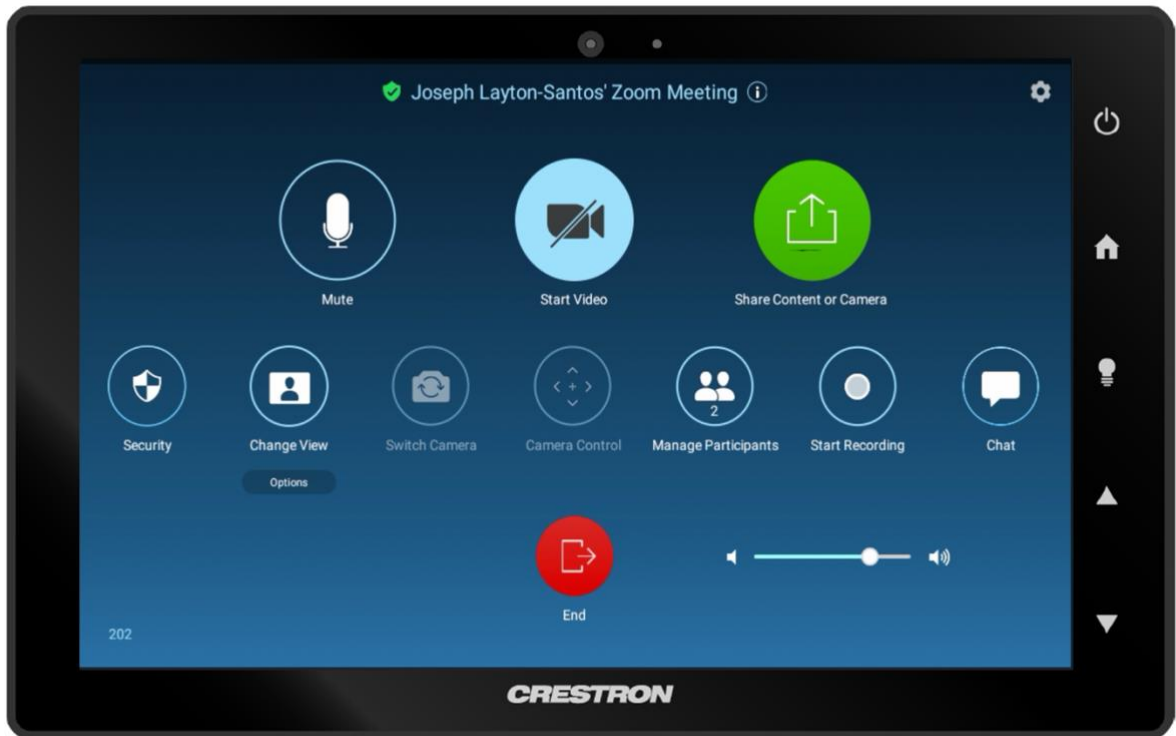 Joseph Layton-Santos' Zoom Meeting
Mute
Start Video
Share Content or Camera
Security
Change View
Switch Camera
Camera Control
2
Manage Participants
Start Recording
Chat
Options
End
202
CRESTRON